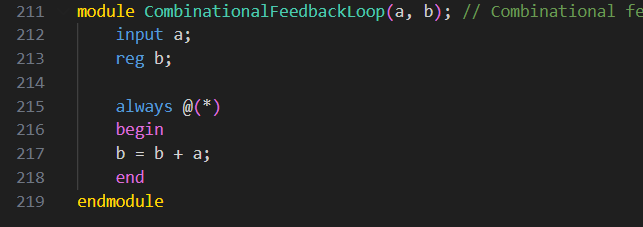 211 module CombinationalFeedbackLoop(a, b); // Combinational fe
212 input a;
213 reg b;
214
215 always @(*)
216 begin
217 b = b + a;
218 end
219 endmodule